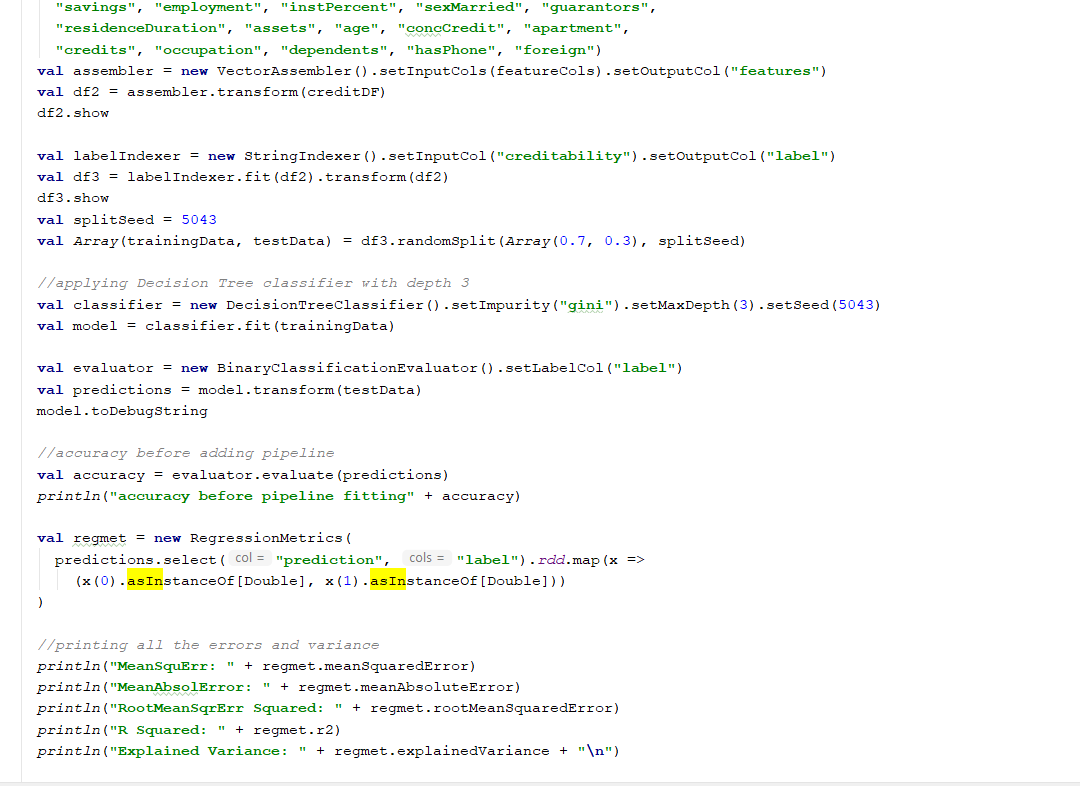 "savings", "employment", "instPercent", "sexMarried", "guarantors",
"residenceDuration", "assets", "age", "concCredit", "apartment",
"credits", "occupation", "dependents", "hasPhone", "foreign")
val assembler = new VectorAssembler().setInputCols(featureCols).setOutputCol("features")
val df2 = assembler.transform(creditDF)
df2.show
val labelIndexer = new StringIndexer().setInputCol("creditability").setOutputCol("label")
val df3 = labelIndexer.fit(df2).transform(df2)
df3.show
val splitSeed = 5043
val Array(trainingData, testData) = df3.randomSplit(Array(0.7, 0.3), splitSeed)
//applying Decision Tree classifier with depth 3
val classifier = new DecisionTreeClassifier().setImpurity("gini").setMaxDepth(3).setSeed(5043)
val model = classifier.fit(trainingData)
val evaluator = new BinaryClassificationEvaluator().setLabelCol("label")
val predictions = model.transform(testData)
model.toDebugString
//accuracy before adding pipeline
val accuracy = evaluator.evaluate(predictions)
println("accuracy before pipeline fitting" + accuracy)
val regmet = new RegressionMetrics(
predictions.select( col = "prediction", cols = "label").rdd.map(x =>
(x(0).asInstanceOf[Double], x(1).asInstanceOf[Double]))
)
//printing all the errors and variance
println("MeanSquErr: " + regmet.meanSquaredError)
println("MeanAbsolError: " + regmet.meanAbsoluteError)
println("RootMeanSqrErr Squared: " + regmet.rootMeanSquaredError)
println("R Squared: " + regmet.r2)
println("Explained Variance: " + regmet.explainedVariance + "\n")